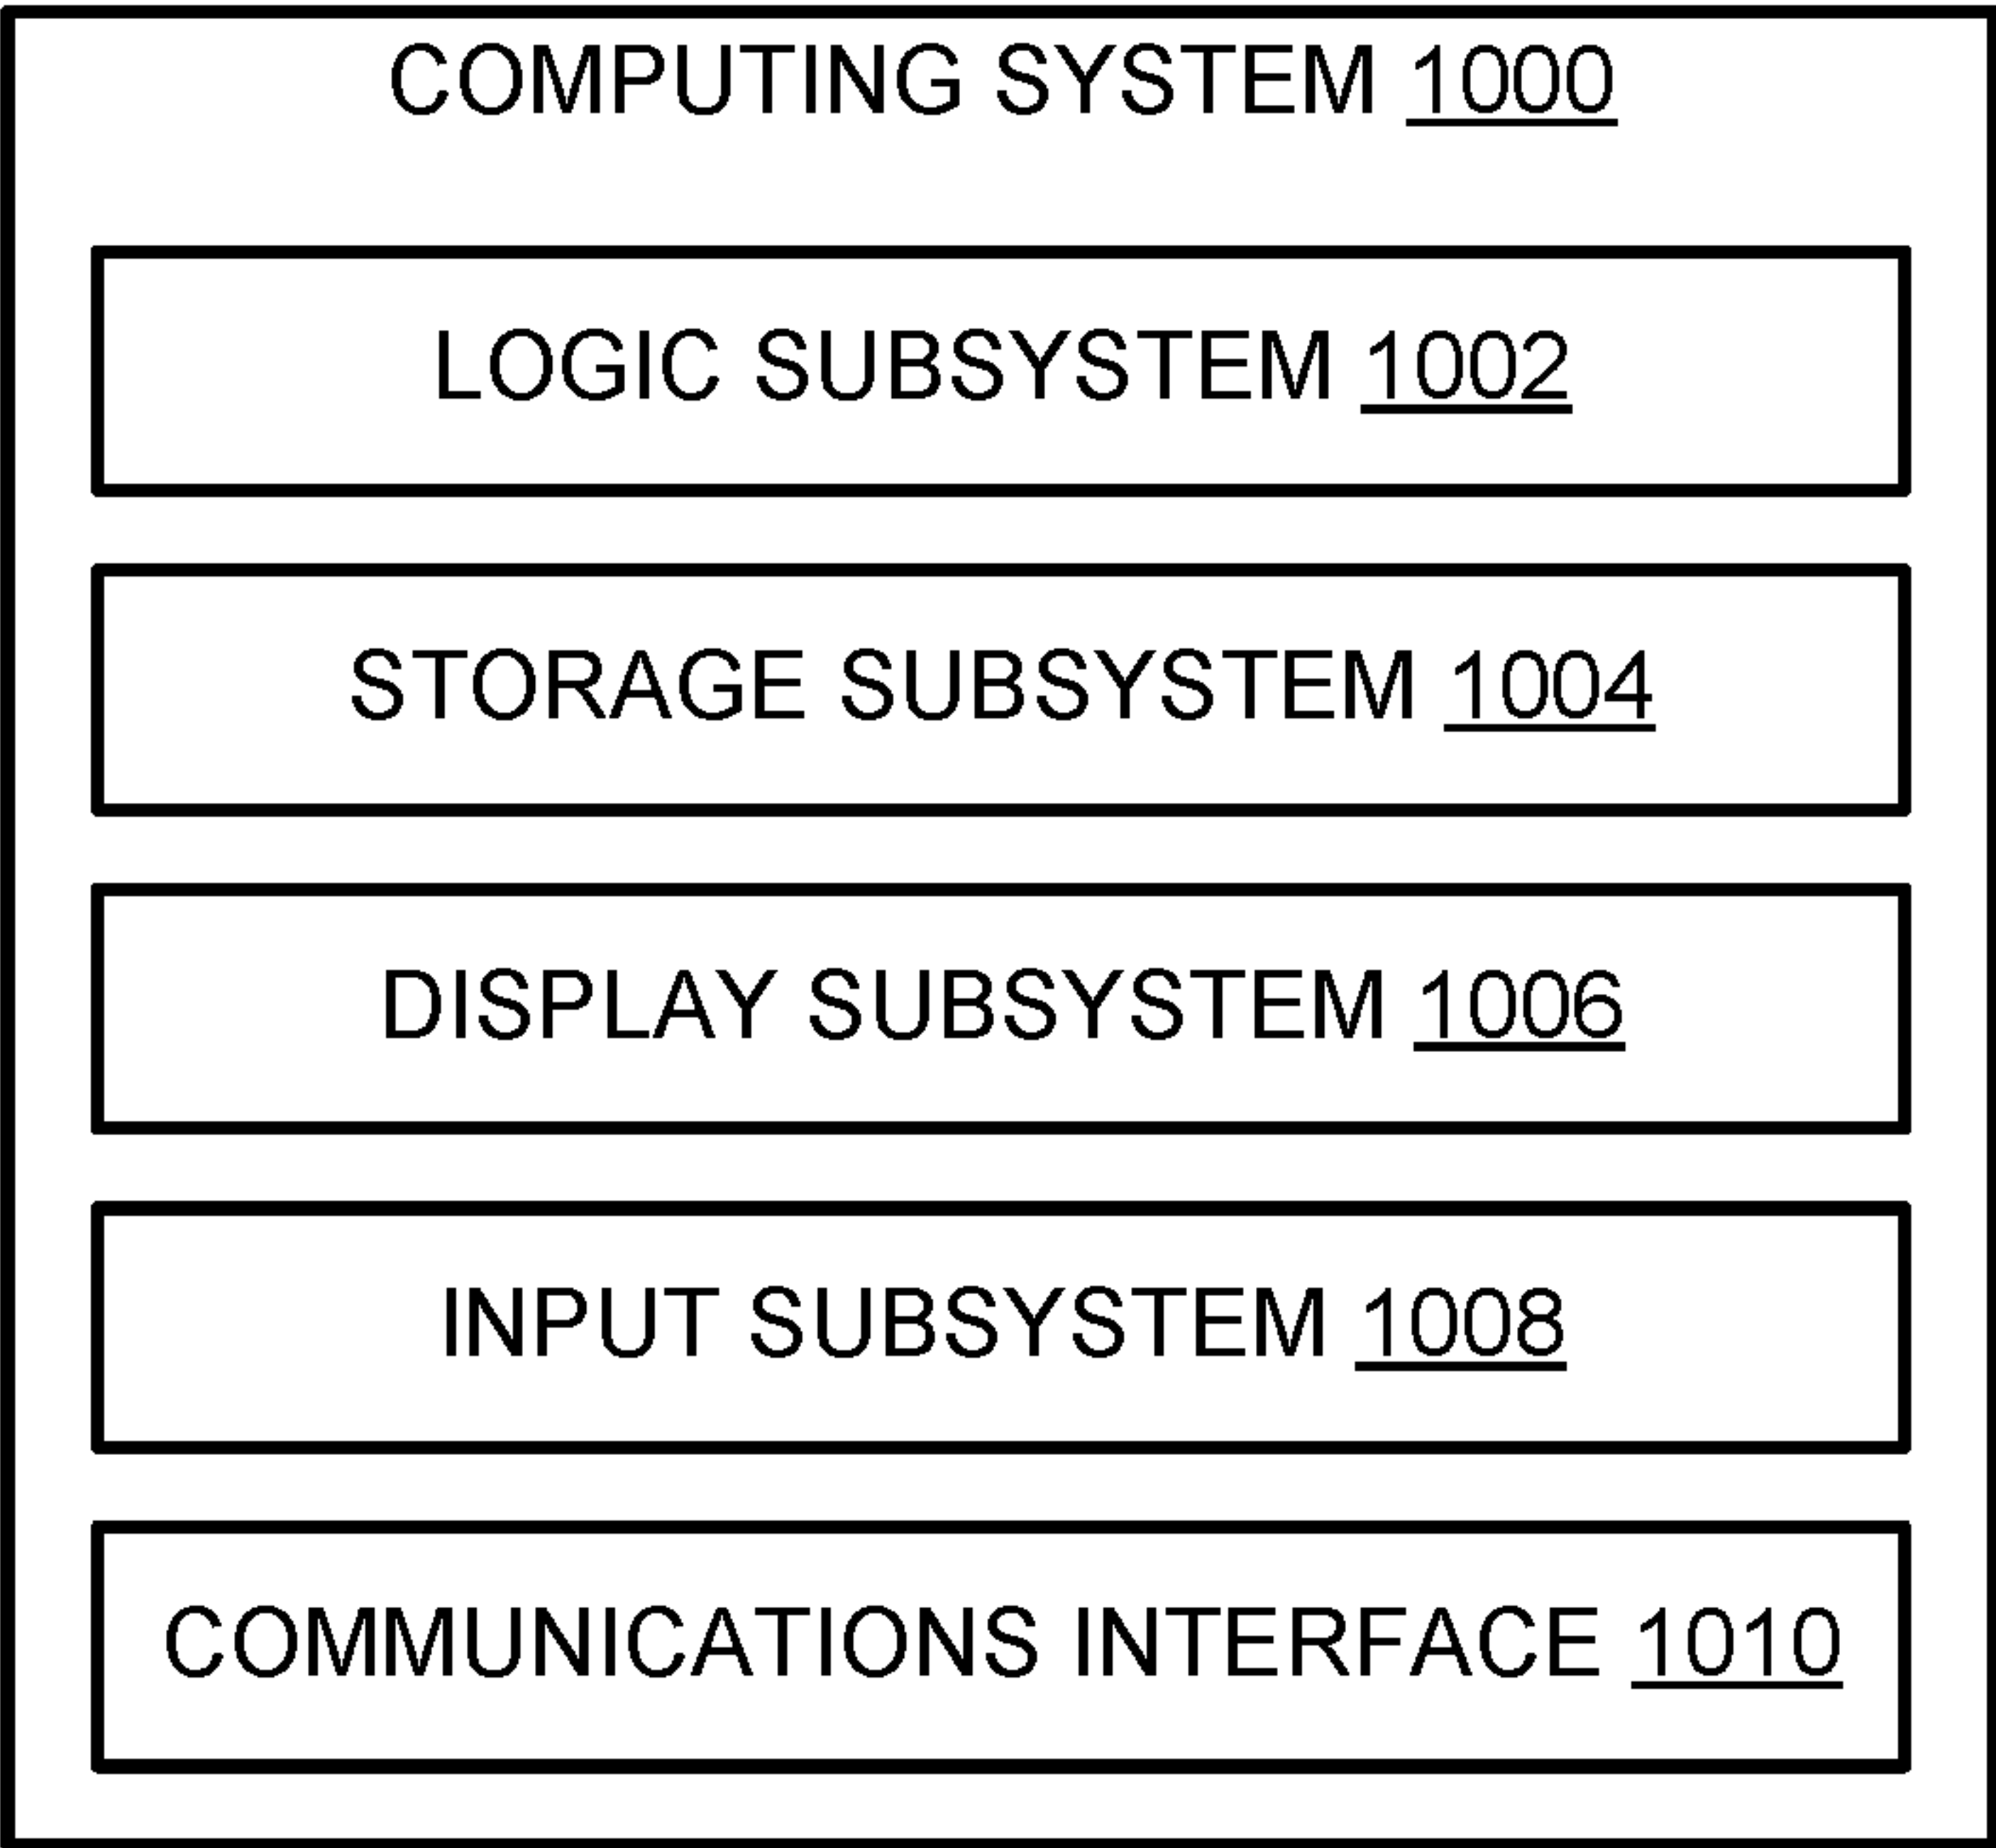 COMPUTING SYSTEM 1000
LOGIC SUBSYSTEM 1002
STORAGE SUBSYSTEM 1004
DISPLAY SUBSYSTEM 1006
INPUT SUBSYSTEM 1008
COMMUNICATIONS INTERFACE 1010